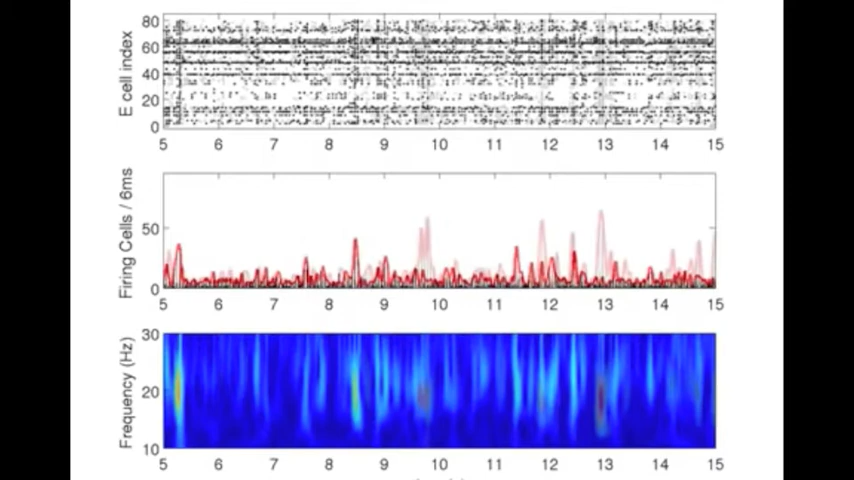 E cell index
80
60
40
20
0
5 6 7 8 9 10 11 12 13 14 15
Firing Cells / 6ms
50
0
5 6 7 8 9 10 11 12 13 14 15
Frequency (Hz)
30
20
10
5 6 7 8 9 10 11 12 13 14 15